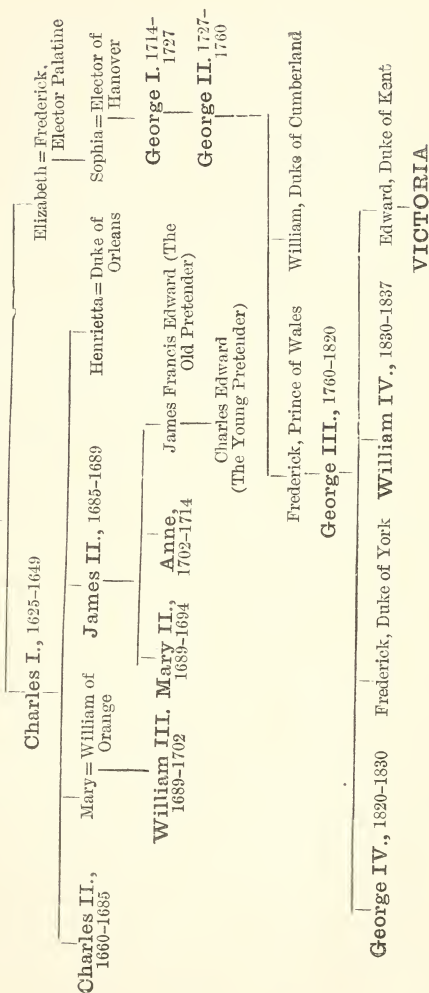 Charles I., 1625–1649
Elizabeth = Frederick,
Elector Palatine
Charles II.,
1660–1685
Mary = William of
Orange
James II., 1685–1689
Henrietta = Duke of
Orleans
Sophia = Elector of
Hanover
William III.
1689–1702
Mary II.,
1689–1694
Anne,
1702–1714
James Francis Edward (The
Old Pretender)
George I. 1714–
1727
Charles Edward
(The Young Pretender)
George II. 1727–
1760
Frederick, Prince of Wales
William, Duke of Cumberland
George III., 1760–1820
George IV., 1820–1830
Frederick, Duke of York
William IV., 1830–1837
Edward, Duke of Kent
VICTORIA